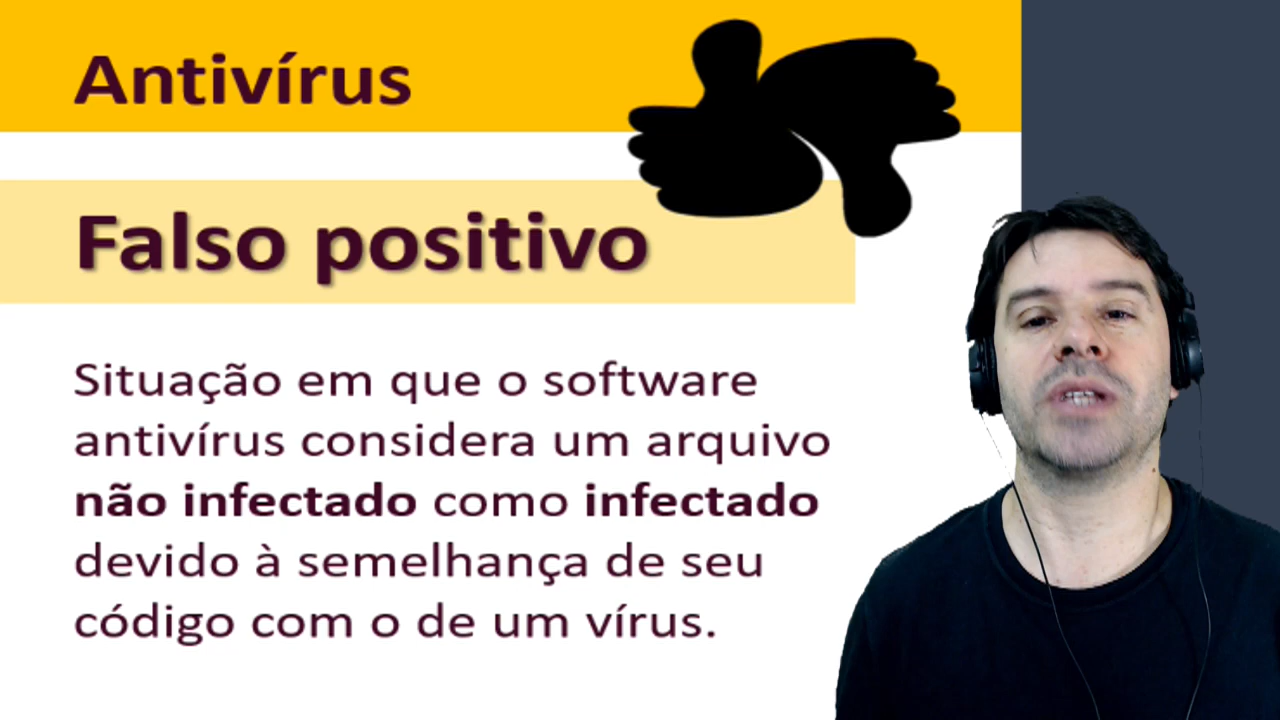 Antivírus
Falso positivo
Situação em que o software
antivírus considera um arquivo
não infectado como infectado
devido à semelhança de seu
código com o de um vírus.